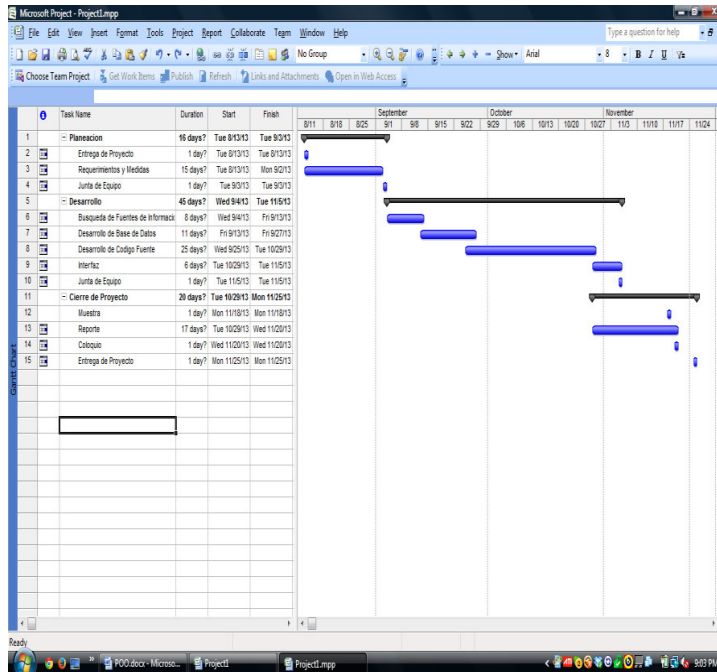 Microsoft Project - Project1.mpp
File Edit View Insert Format Tools Project Report Collaborate Team Window Help
Type a question for help
No Group Show Arial 8 B I U
Choose Team Project Get Work Items Publish Refresh Links and Attachments Open in Web Access
Task Name Duration Start Finish
September October November
8/11 8/18 8/25 9/1 9/8 9/15 9/22 9/29 10/6 10/13 10/20 10/27 11/3 11/10 11/17 11/24
1 Planeacion 16 days? Tue 8/13/13 Tue 9/3/13
2 Entrega de Proyecto 1 day? Tue 8/13/13 Tue 8/13/13
3 Requerimientos y Medidas 15 days? Tue 8/13/13 Mon 9/2/13
4 Junta de Equipo 1 day? Tue 9/3/13 Tue 9/3/13
5 Desarrollo 45 days? Wed 9/4/13 Tue 11/5/13
6 Busqueda de Fuentes de Informaci 8 days? Wed 9/4/13 Fri 9/13/13
7 Desarrollo de Base de Datos 11 days? Fri 9/13/13 Fri 9/27/13
8 Desarrollo de Codigo Fuente 25 days? Wed 9/25/13 Tue 10/29/13
9 Interfaz 6 days? Tue 10/29/13 Tue 11/5/13
10 Junta de Equipo 1 day? Tue 11/5/13 Tue 11/5/13
11 Cierre de Proyecto 20 days? Tue 10/29/13 Mon 11/25/13
12 Muestra 1 day? Mon 11/18/13 Mon 11/18/13
13 Reporte 17 days? Tue 10/29/13 Wed 11/20/13
14 Coloquio 1 day? Wed 11/20/13 Wed 11/20/13
15 Entrega de Proyecto 1 day? Mon 11/25/13 Mon 11/25/13
Gantt Chart
Ready
POO.docx - Microso... Project1 Project1.mpp 9:03 PM